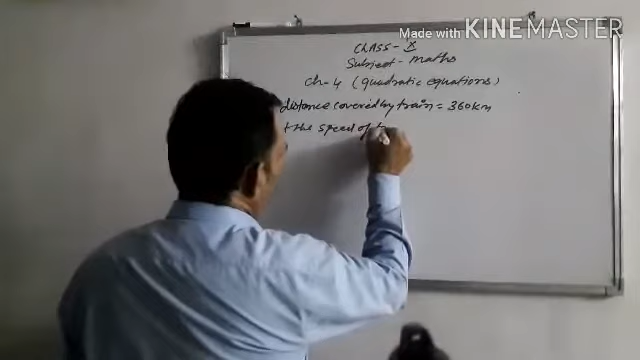 Made with KINEMASTER
CLASS - X
Subject - maths
Ch-4 (quadratic equations)
distance covered by train = 360km
the speed of